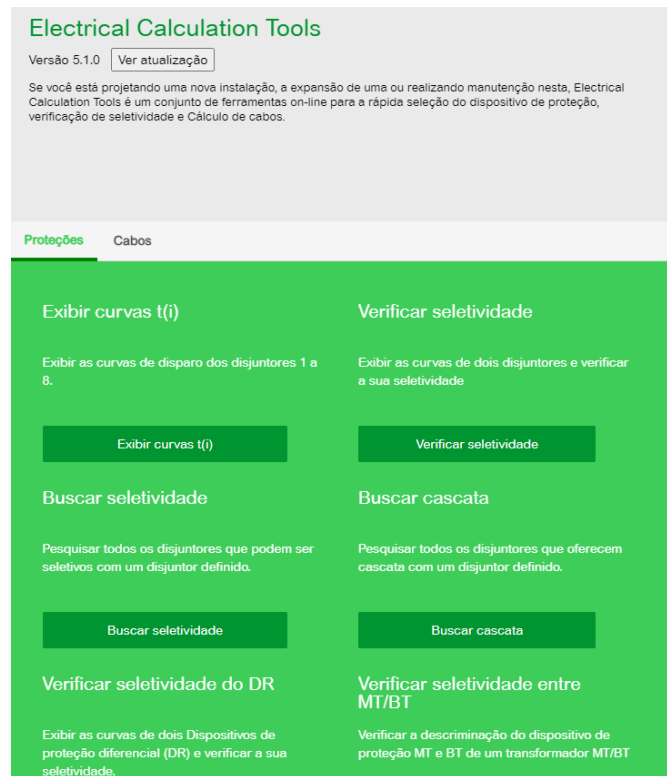 Electrical Calculation Tools
Versão 5.1.0 Ver atualização
Se você está projetando uma nova instalação, a expansão de uma ou realizando manutenção nesta, Electrical
Calculation Tools é um conjunto de ferramentas on-line para a rápida seleção do dispositivo de proteção,
verificação de seletividade e Cálculo de cabos.
Proteções Cabos
Exibir curvas t(i)
Exibir as curvas de disparo dos disjuntores 1 a
8.
Exibir curvas t(i)
Verificar seletividade
Exibir as curvas de dois disjuntores e verificar
a sua seletividade
Verificar seletividade
Buscar seletividade
Pesquisar todos os disjuntores que podem ser
seletivos com um disjuntor definido.
Buscar seletividade
Buscar cascata
Pesquisar todos os disjuntores que oferecem
cascata com um disjuntor definido.
Buscar cascata
Verificar seletividade do DR
Exibir as curvas de dois Dispositivos de
proteção diferencial (DR) e verificar a sua
seletividade.
Verificar seletividade entre
MT/BT
Verificar a descriminação do dispositivo de
proteção MT e BT de um transformador MT/BT